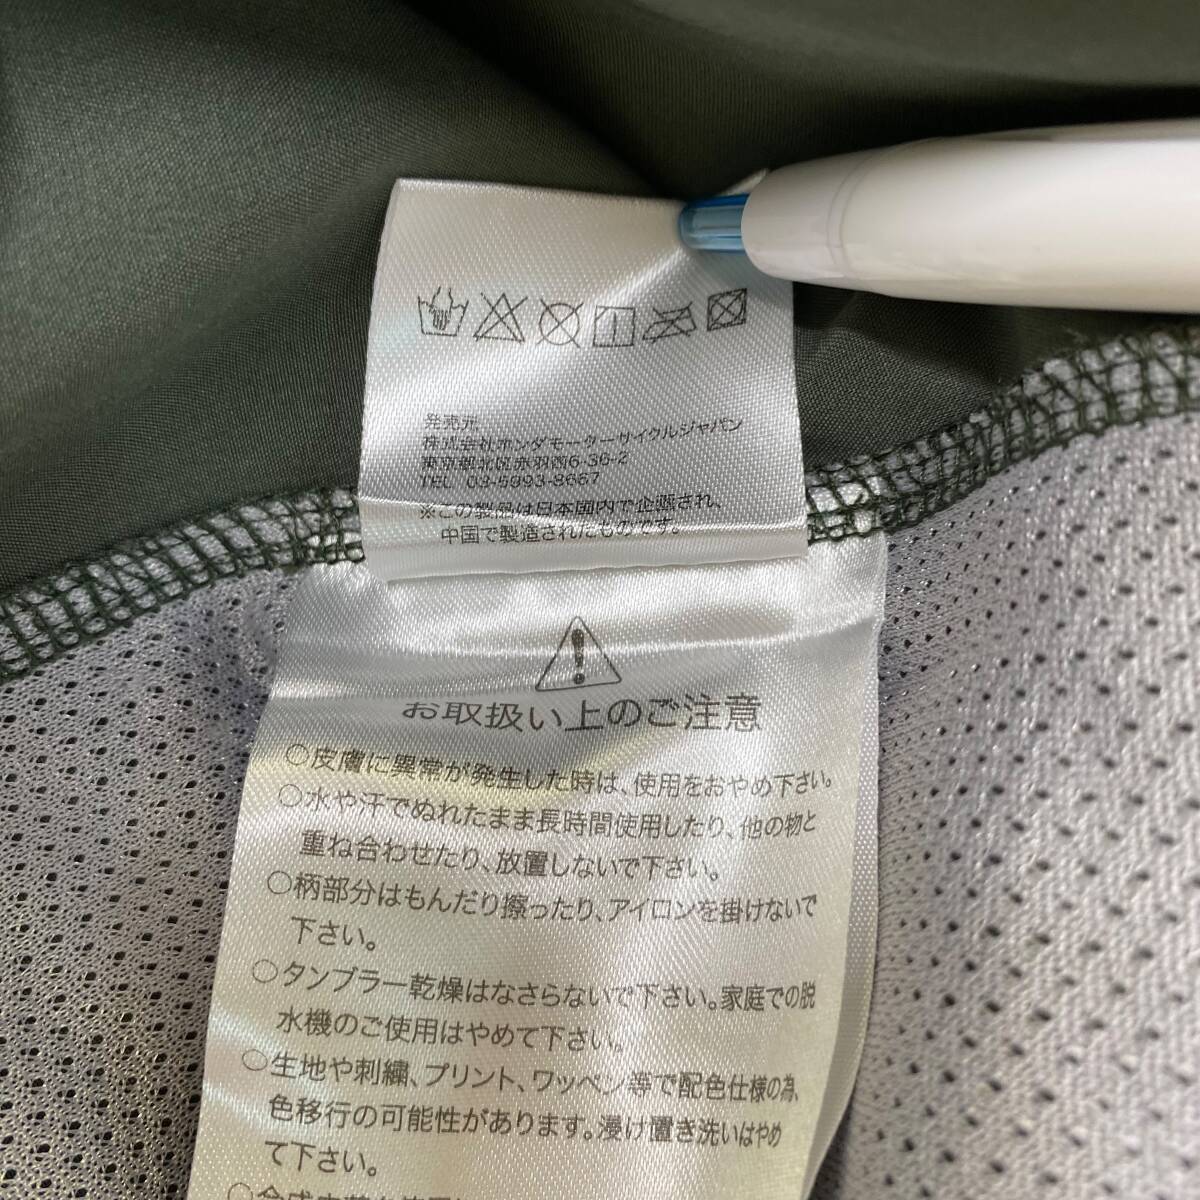 発売元
株式会社ホンダモーターサイクルジャパン
東京都北区赤羽西6-36-2
TEL 03-5993-8667
※この製品は日本国内で企画され、
中国で製造されたものです。
お取扱い上のご注意
○皮膚に異常が発生した時は、使用をおやめ下さい。
○水や汗でぬれたまま長時間使用したり、他の物と
重ね合わせたり、放置しないで下さい。
○柄部分はもんだり擦ったり、アイロンを掛けないで
下さい。
○タンブラー乾燥はなさらないで下さい。家庭での脱
水機のご使用はやめて下さい。
○生地や刺繍、プリント、ワッペン等で配色仕様の為、
色移行の可能性があります。浸け置き洗いはやめ
て下さい。